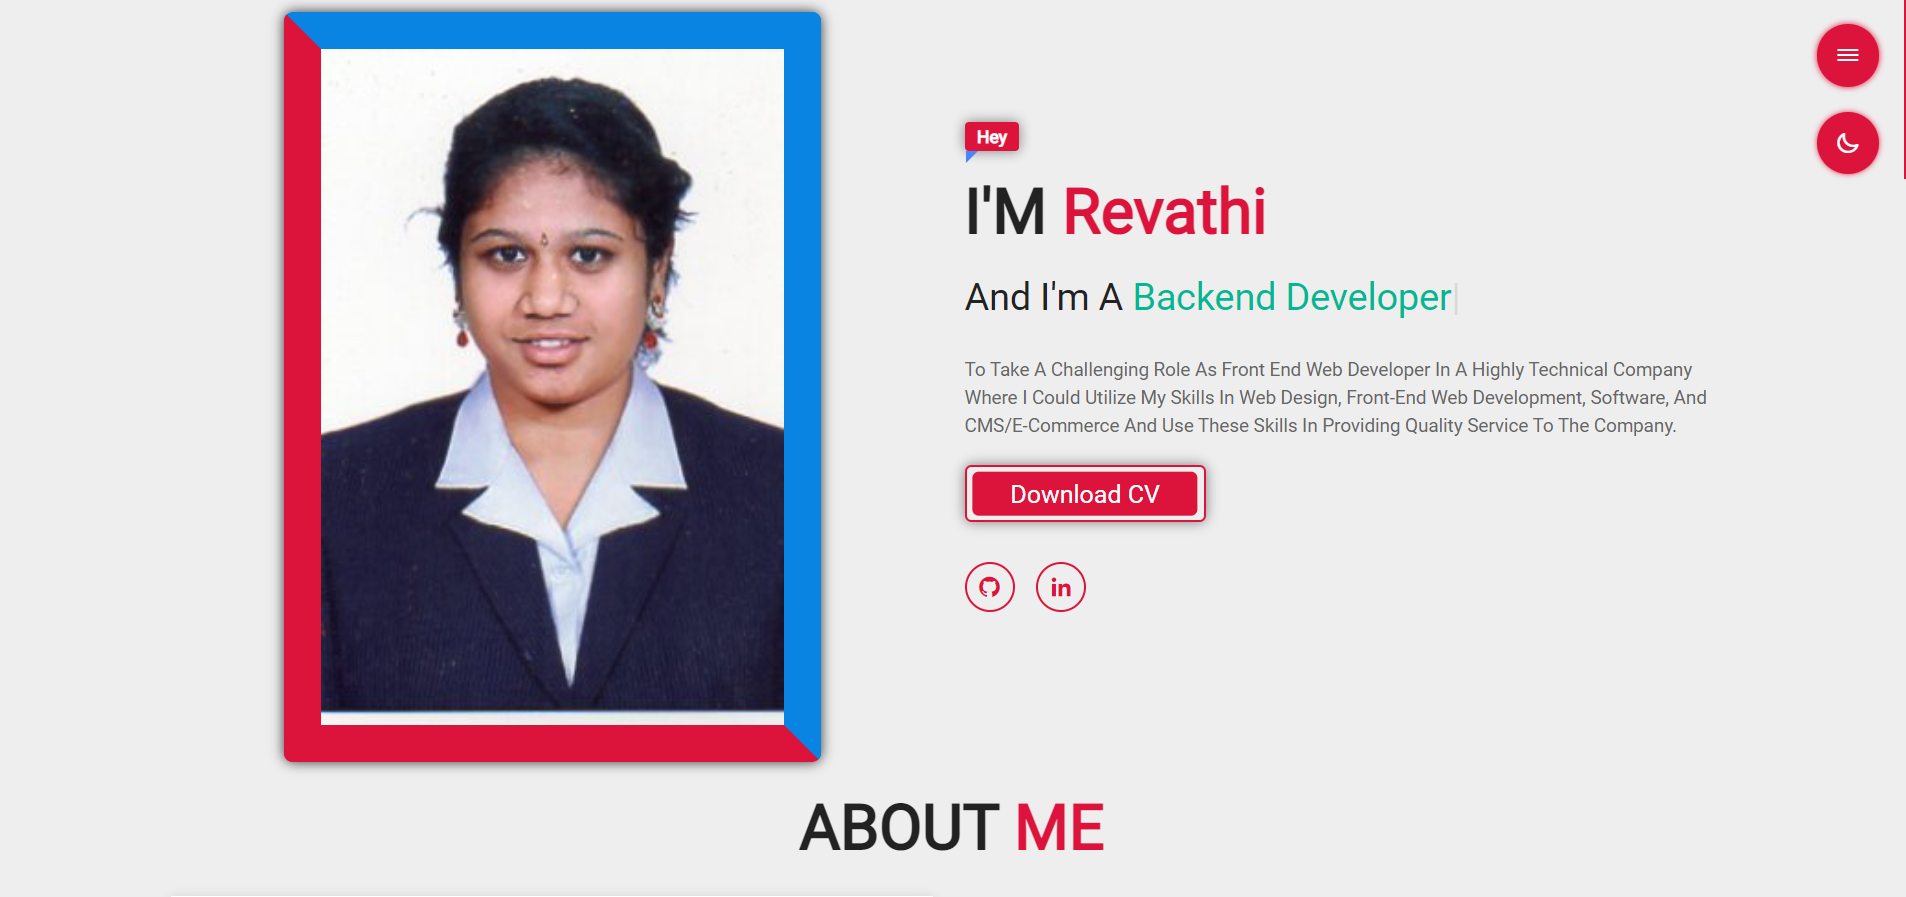 Hey
I'M Revathi
And I'm A Backend Developer
To Take A Challenging Role As Front End Web Developer In A Highly Technical Company
Where I Could Utilize My Skills In Web Design, Front-End Web Development, Software, And
CMS/E-Commerce And Use These Skills In Providing Quality Service To The Company.
Download CV
in
ABOUT ME